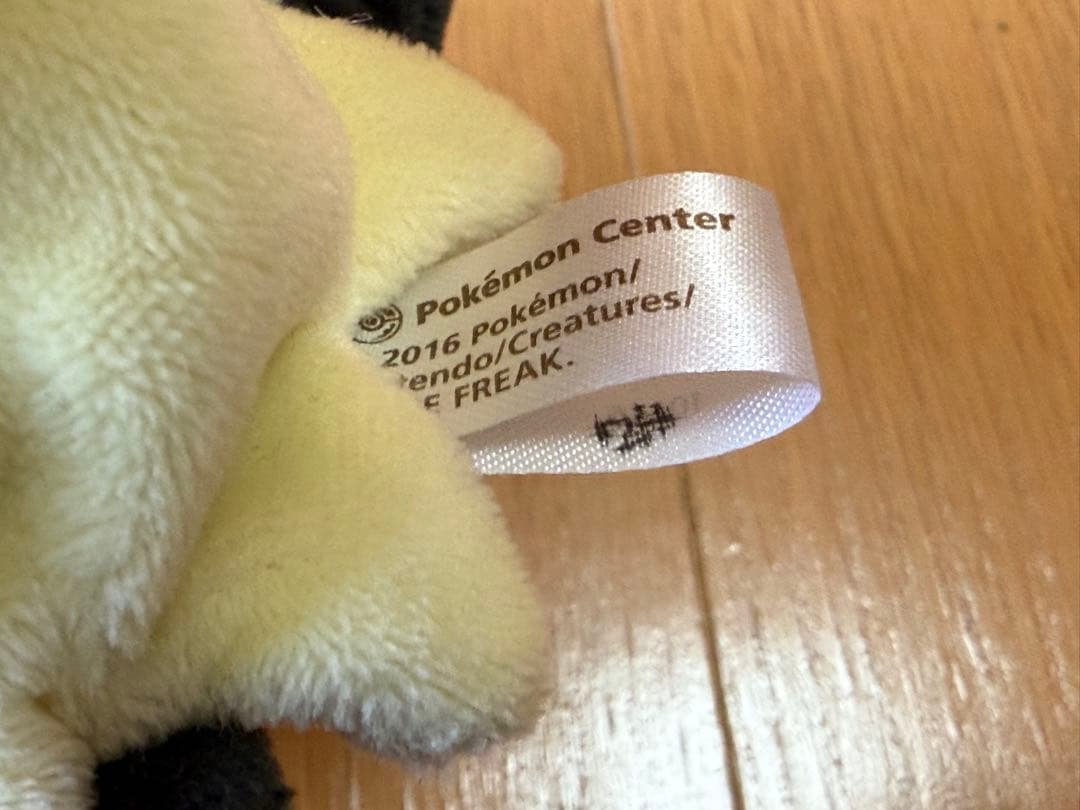 Pokémon Center
2016 Pokémon/
tendo/Creatures/
E FREAK.